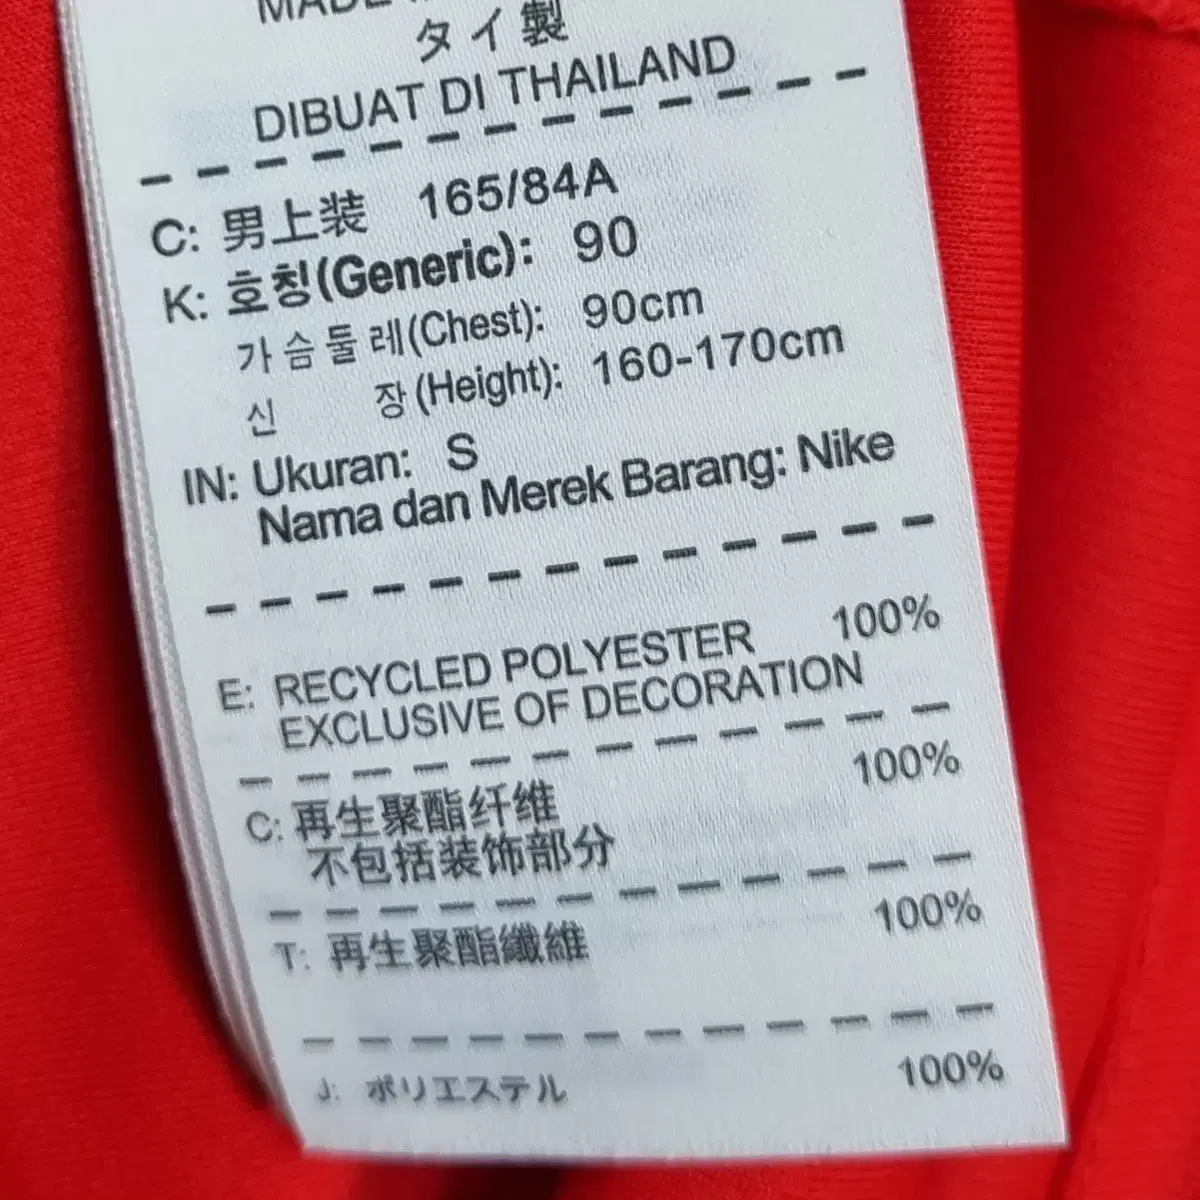 MADE
タイ製
DIBUAT DI THAILAND
C: 男上装 165/84A
K: 호칭(Generic): 90
가슴둘레(Chest): 90cm
신 장(Height): 160-170cm
IN: Ukuran: S
Nama dan Merek Barang: Nike
E: RECYCLED POLYESTER 100%
EXCLUSIVE OF DECORATION
C: 再生聚酯纤维 100%
不包括装饰部分
T: 再生聚酯纖維 100%
J: ポリエステル 100%